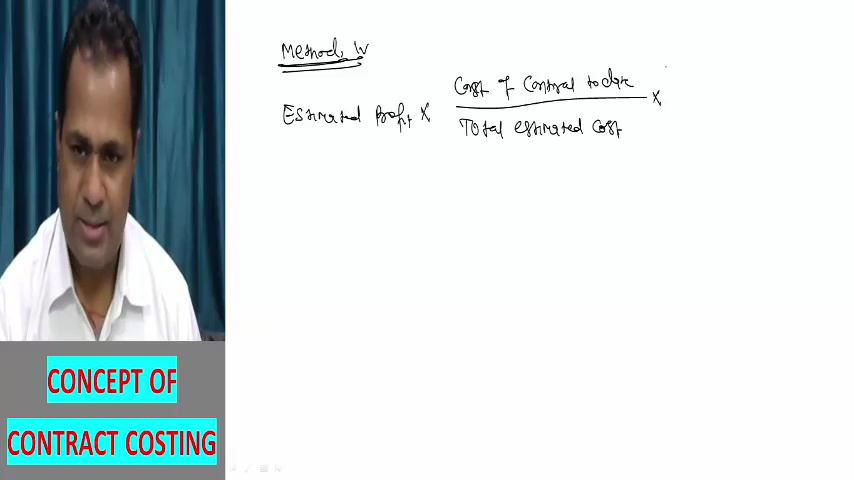 Method IV
Estimated Profit X Cost of Contract to date X
Total estimated cost
CONCEPT OF
CONTRACT COSTING